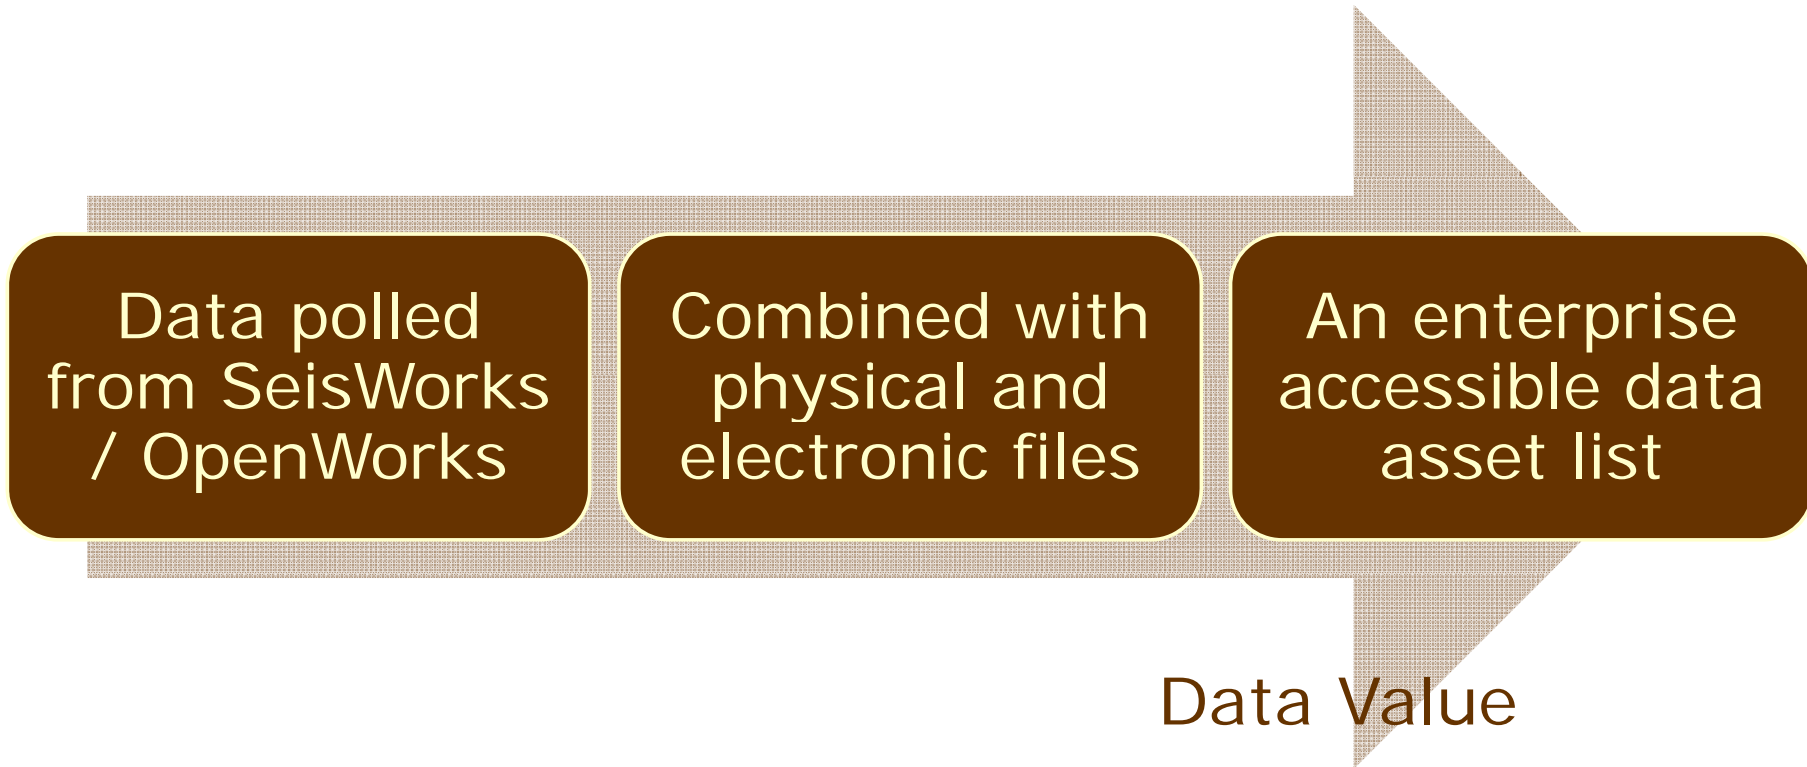 Data polled
from SeisWorks
/ OpenWorks
Combined with
physical and
electronic files
An enterprise
accessible data
asset list
Data Value